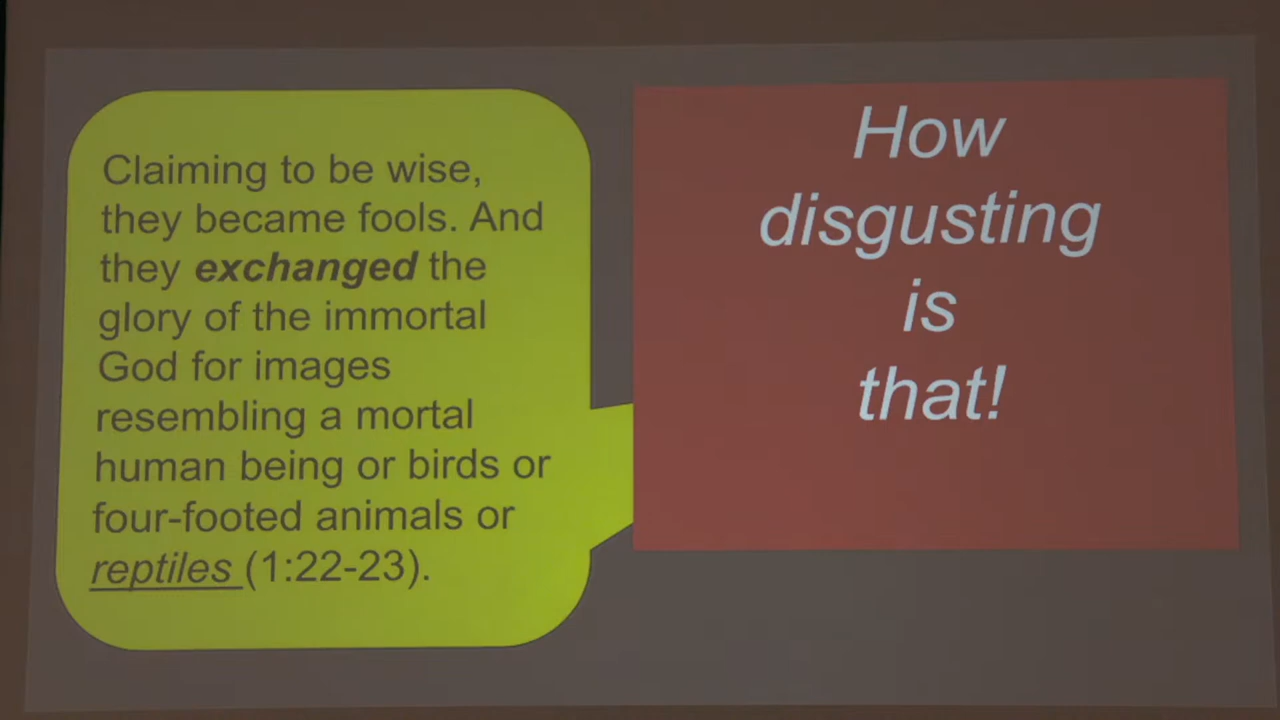 Claiming to be wise,
they became fools. And
they exchanged the
glory of the immortal
God for images
resembling a mortal
human being or birds or
four-footed animals or
reptiles (1:22-23).
How
disgusting
is
that!